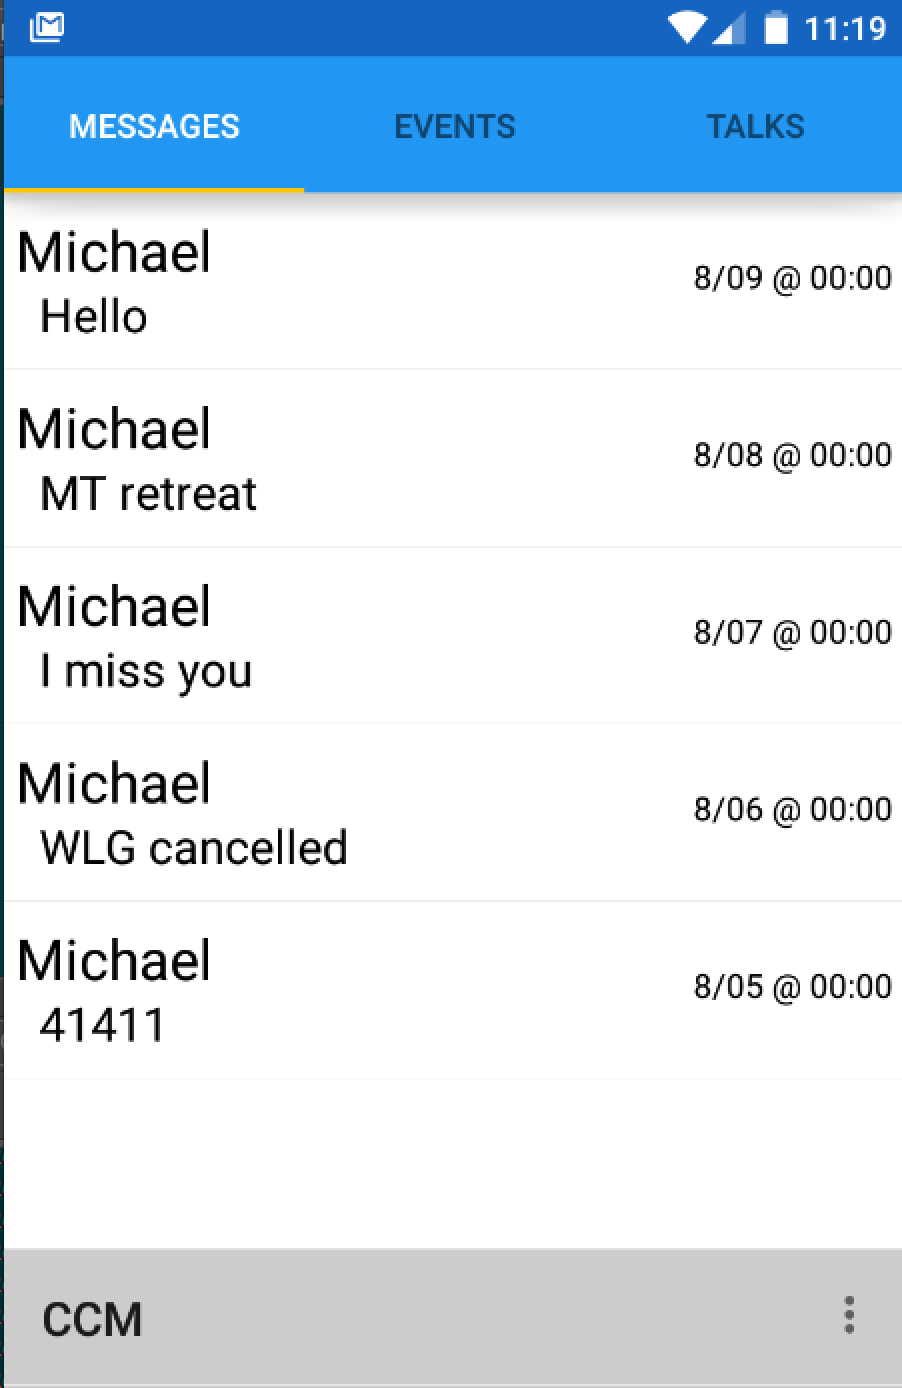 11:19
MESSAGES EVENTS TALKS
Michael
8/09 @ 00:00
Hello
Michael
8/08 @ 00:00
MT retreat
Michael
8/07 @ 00:00
I miss you
Michael
8/06 @ 00:00
WLG cancelled
Michael
8/05 @ 00:00
41411
CCM